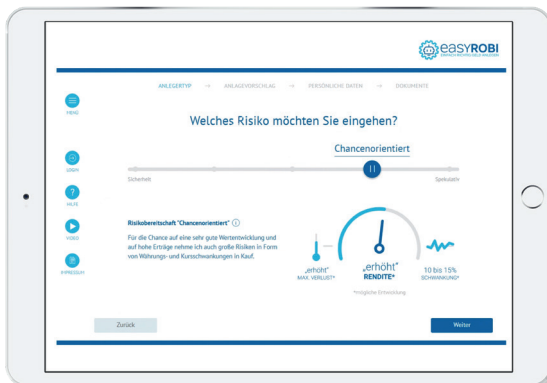 easyROBI
EINFACH RICHTIG GELD ANLEGEN
ANLEGERTYP → ANLAGEVORSCHLAG → PERSÖNLICHE DATEN → DOKUMENTE
MENÜ
Welches Risiko möchten Sie eingehen?
Chancenorientiert
LOGIN
Sicherheit
Spekulativ
?
HILFE
VIDEO
IMPRESSUM
Risikobereitschaft "Chancenorientiert" i
Für die Chance auf eine sehr gute Wertentwicklung und
auf hohe Erträge nehme ich auch große Risiken in Form
von Währungs- und Kursschwankungen in Kauf.
„erhöht"
MAX. VERLUST*
„erhöht"
RENDITE*
10 bis 15%
SCHWANKUNG*
*mögliche Entwicklung
Zurück
Weiter